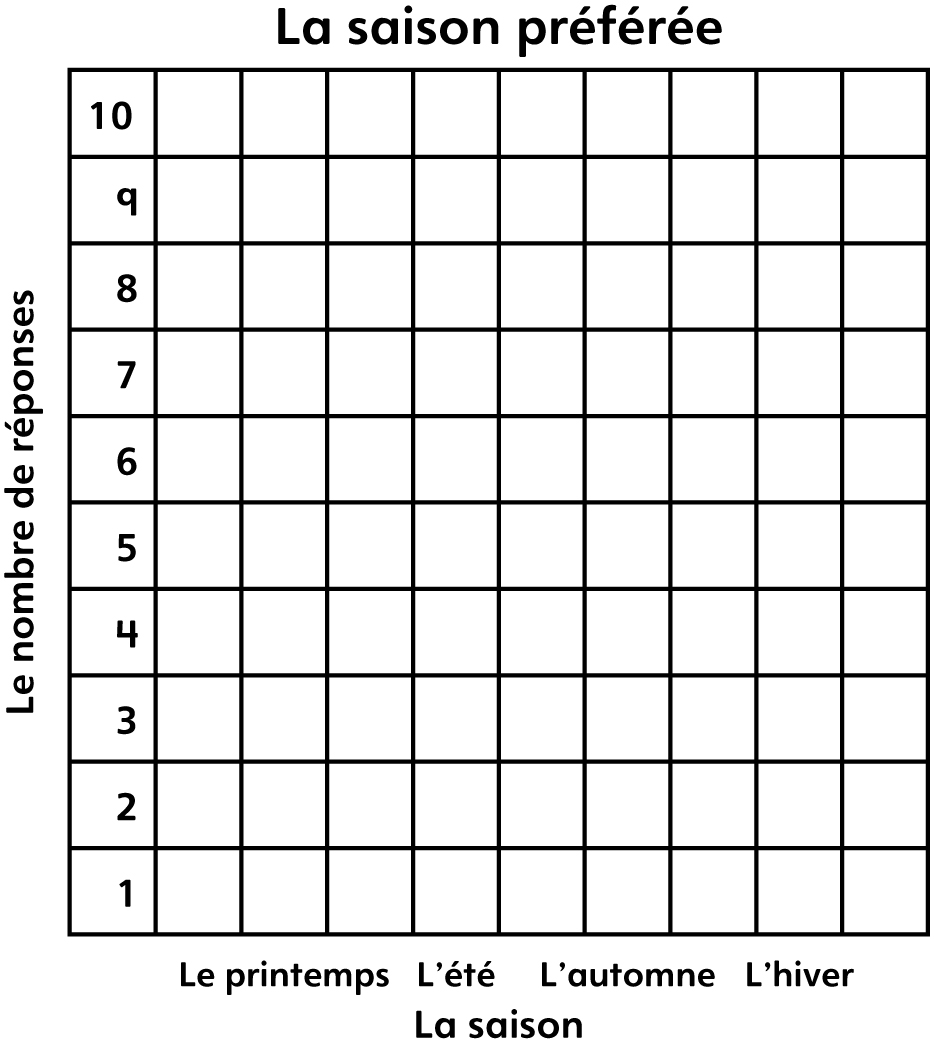 La saison préférée
10
9
8
7
6
5
4
3
2
1
Le nombre de réponses
Le printemps L'été L'automne L'hiver
La saison